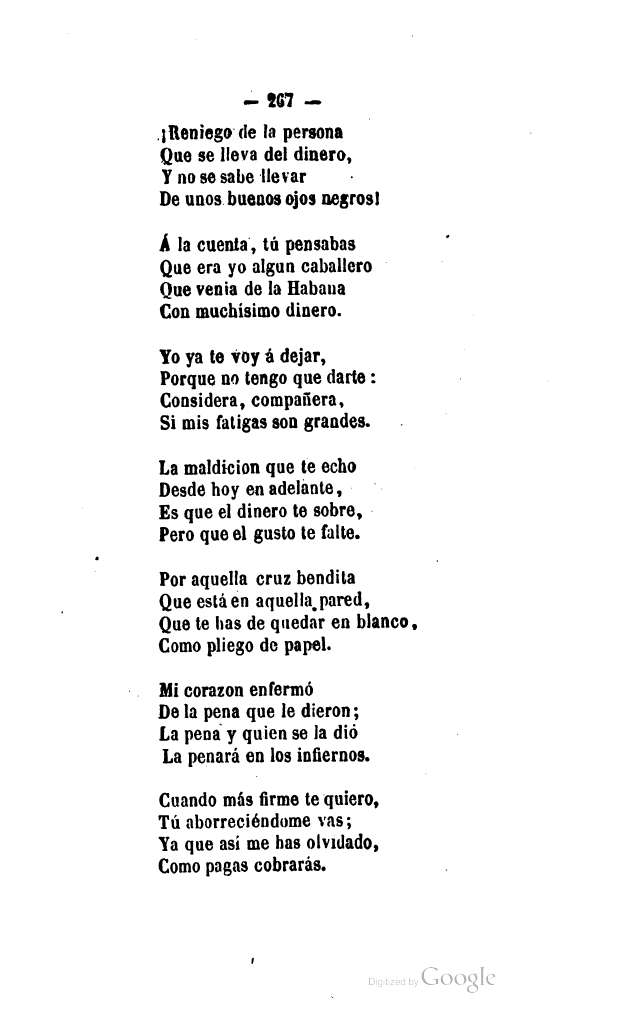 — 267 —
¡Reniego de la persona
Que se lleva del dinero,
Y no se sabe llevar
De unos buenos ojos negros!
Á la cuenta, tú pensabas
Que era yo algun caballero
Que venia de la Habana
Con muchísimo dinero.
Yo ya te voy á dejar,
Porque no tengo que darte :
Considera, compañera,
Si mis fatigas son grandes.
La maldicion que te echo
Desde hoy en adelante,
Es que el dinero te sobre,
Pero que el gusto te falte.
Por aquella cruz bendita
Que está en aquella pared,
Que te has de quedar en blanco,
Como pliego de papel.
Mi corazon enfermó
De la pena que le dieron;
La pena y quien se la dió
La penará en los infiernos.
Cuando más firme te quiero,
Tú aborreciéndome vas;
Ya que así me has olvidado,
Como pagas cobrarás.
Digitized by Google